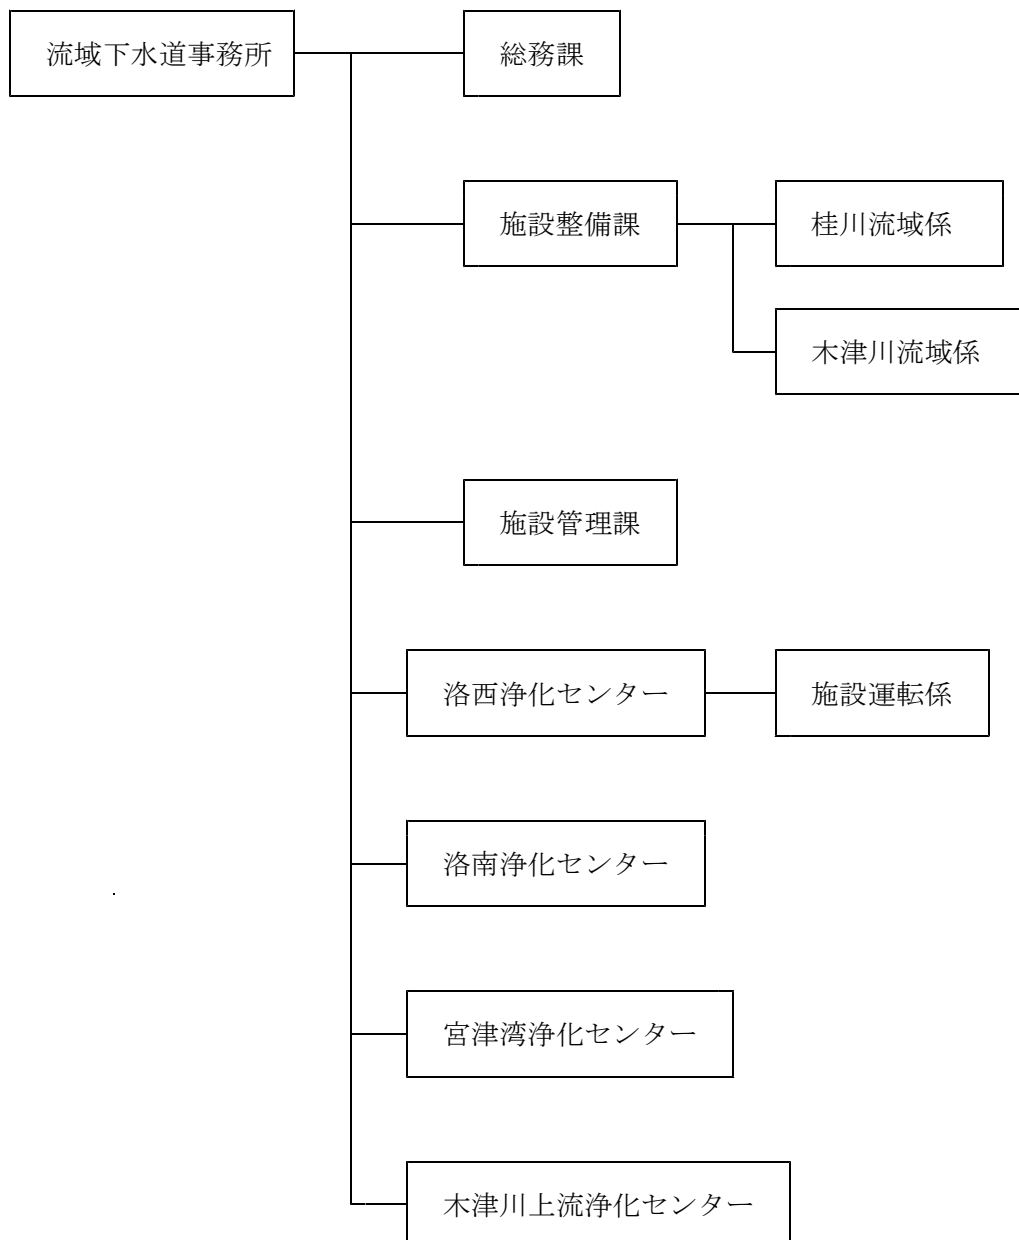 流域下水道事務所
総務課
施設整備課
桂川流域係
木津川流域係
施設管理課
洛西浄化センター
施設運転係
洛南浄化センター
宮津湾浄化センター
木津川上流浄化センター